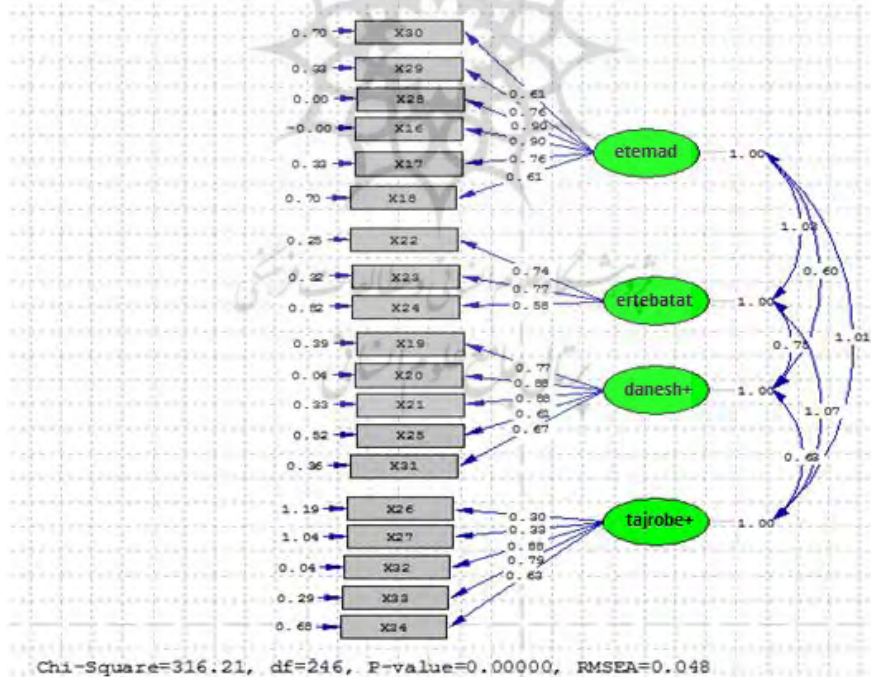 0.70 X30
0.33 X29 0.61
0.00 X28 0.76
-0.00 X16 0.90
0.90 etemad 1.00
0.33 X17 0.76
0.70 X18 0.61
0.25 X22
0.74
0.60
0.32 X23 0.77
ertebatat 1.00
0.52 X24 0.58
1.01
0.39 X19
0.77
0.04 X20 0.88
danesh+ 1.00
0.33 X21 0.88
1.07
0.52 X25 0.61
0.36 X31 0.67
0.63
1.19 X26 0.30
tajrobe+ 1.00
1.04 X27 0.33
0.04 X32 0.88
0.29 X33 0.79
0.68 X34 0.63
Chi-Square=316.21, df=246, P-value=0.00000, RMSEA=0.048